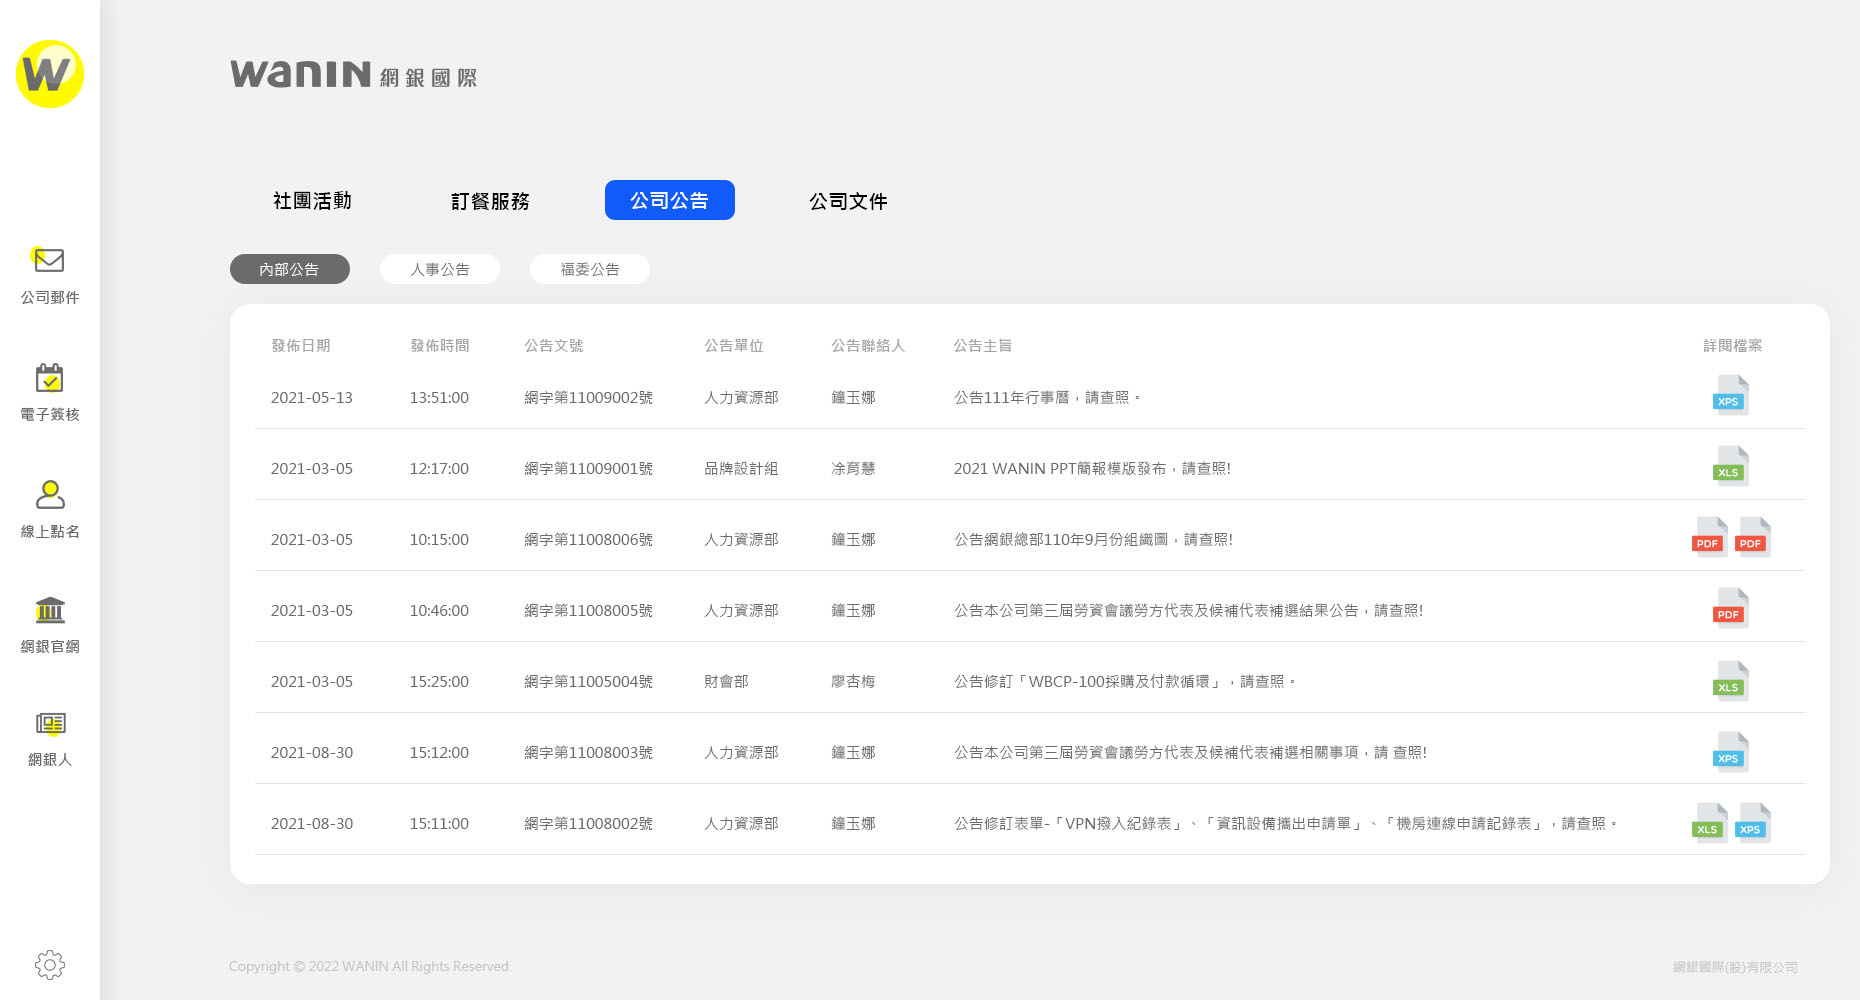 W
wanin 網銀國際
社團活動 訂餐服務 公司公告 公司文件
內部公告 人事公告 福委公告
公司郵件
電子簽核
線上點名
網銀官網
網銀人
發佈日期 發佈時間 公告文號 公告單位 公告聯絡人 公告主旨 詳閱檔案
2021-05-13 13:51:00 網字第11009002號 人力資源部 鐘玉娜 公告111年行事曆，請查照。 XPS
2021-03-05 12:17:00 網字第11009001號 品牌設計組 凃育慧 2021 WANIN PPT簡報模版發布，請查照! XLS
2021-03-05 10:15:00 網字第11008006號 人力資源部 鐘玉娜 公告網銀總部110年9月份組織圖，請查照! PDF PDF
2021-03-05 10:46:00 網字第11008005號 人力資源部 鐘玉娜 公告本公司第三屆勞資會議勞方代表及候補代表補選結果公告，請查照! PDF
2021-03-05 15:25:00 網字第11005004號 財會部 廖杏梅 公告修訂「WBCP-100採購及付款循環」，請查照。 XLS
2021-08-30 15:12:00 網字第11008003號 人力資源部 鐘玉娜 公告本公司第三屆勞資會議勞方代表及候補代表補選相關事項，請 查照! XPS
2021-08-30 15:11:00 網字第11008002號 人力資源部 鐘玉娜 公告修訂表單-「VPN撥入紀錄表」、「資訊設備攜出申請單」、「機房連線申請記錄表」，請查照。 XLS XPS
Copyright © 2022 WANIN All Rights Reserved. 網銀國際(股)有限公司